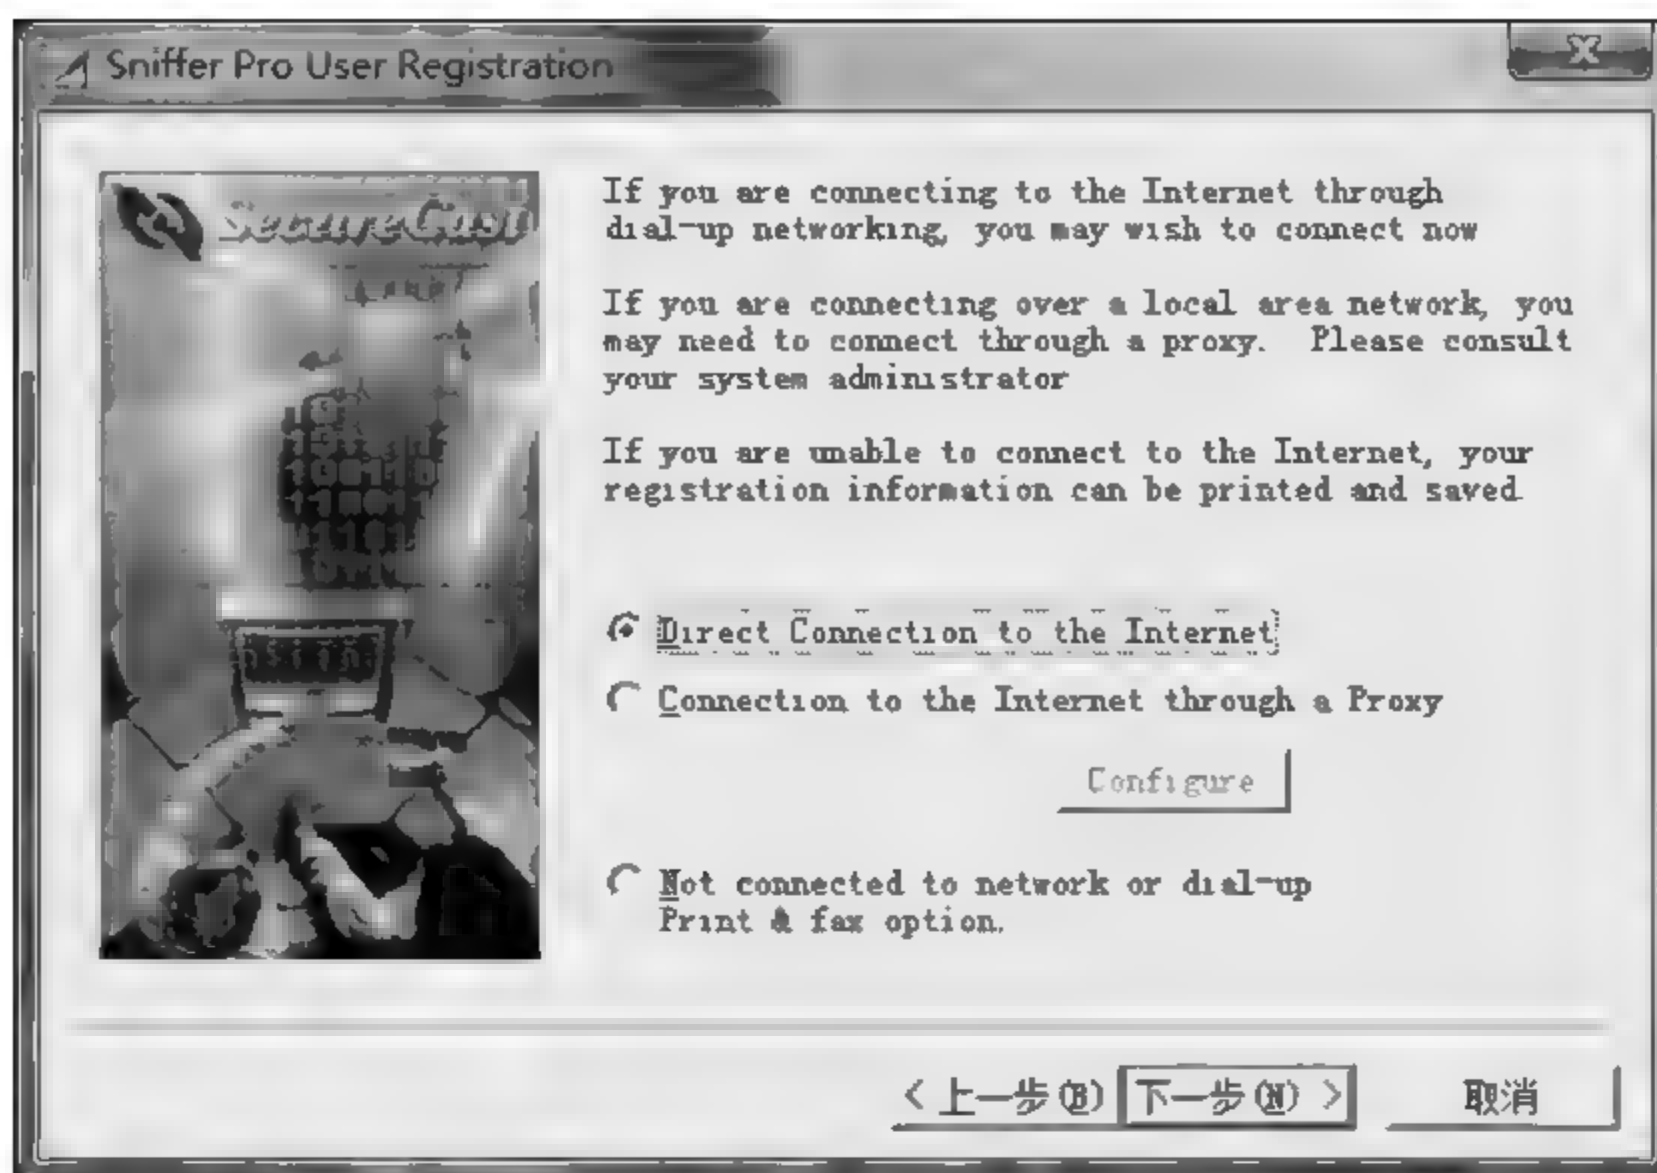 Sniffer Pro User Registration
SecureCast
If you are connecting to the Internet through
dial-up networking, you may wish to connect now
If you are connecting over a local area network, you
may need to connect through a proxy. Please consult
your system administrator
If you are unable to connect to the Internet, your
registration information can be printed and saved
Direct Connection to the Internet
Connection to the Internet through a Proxy
Configure
Not connected to network or dial-up
Print & fax option.
< 上一步(B) 下一步(N) > 取消